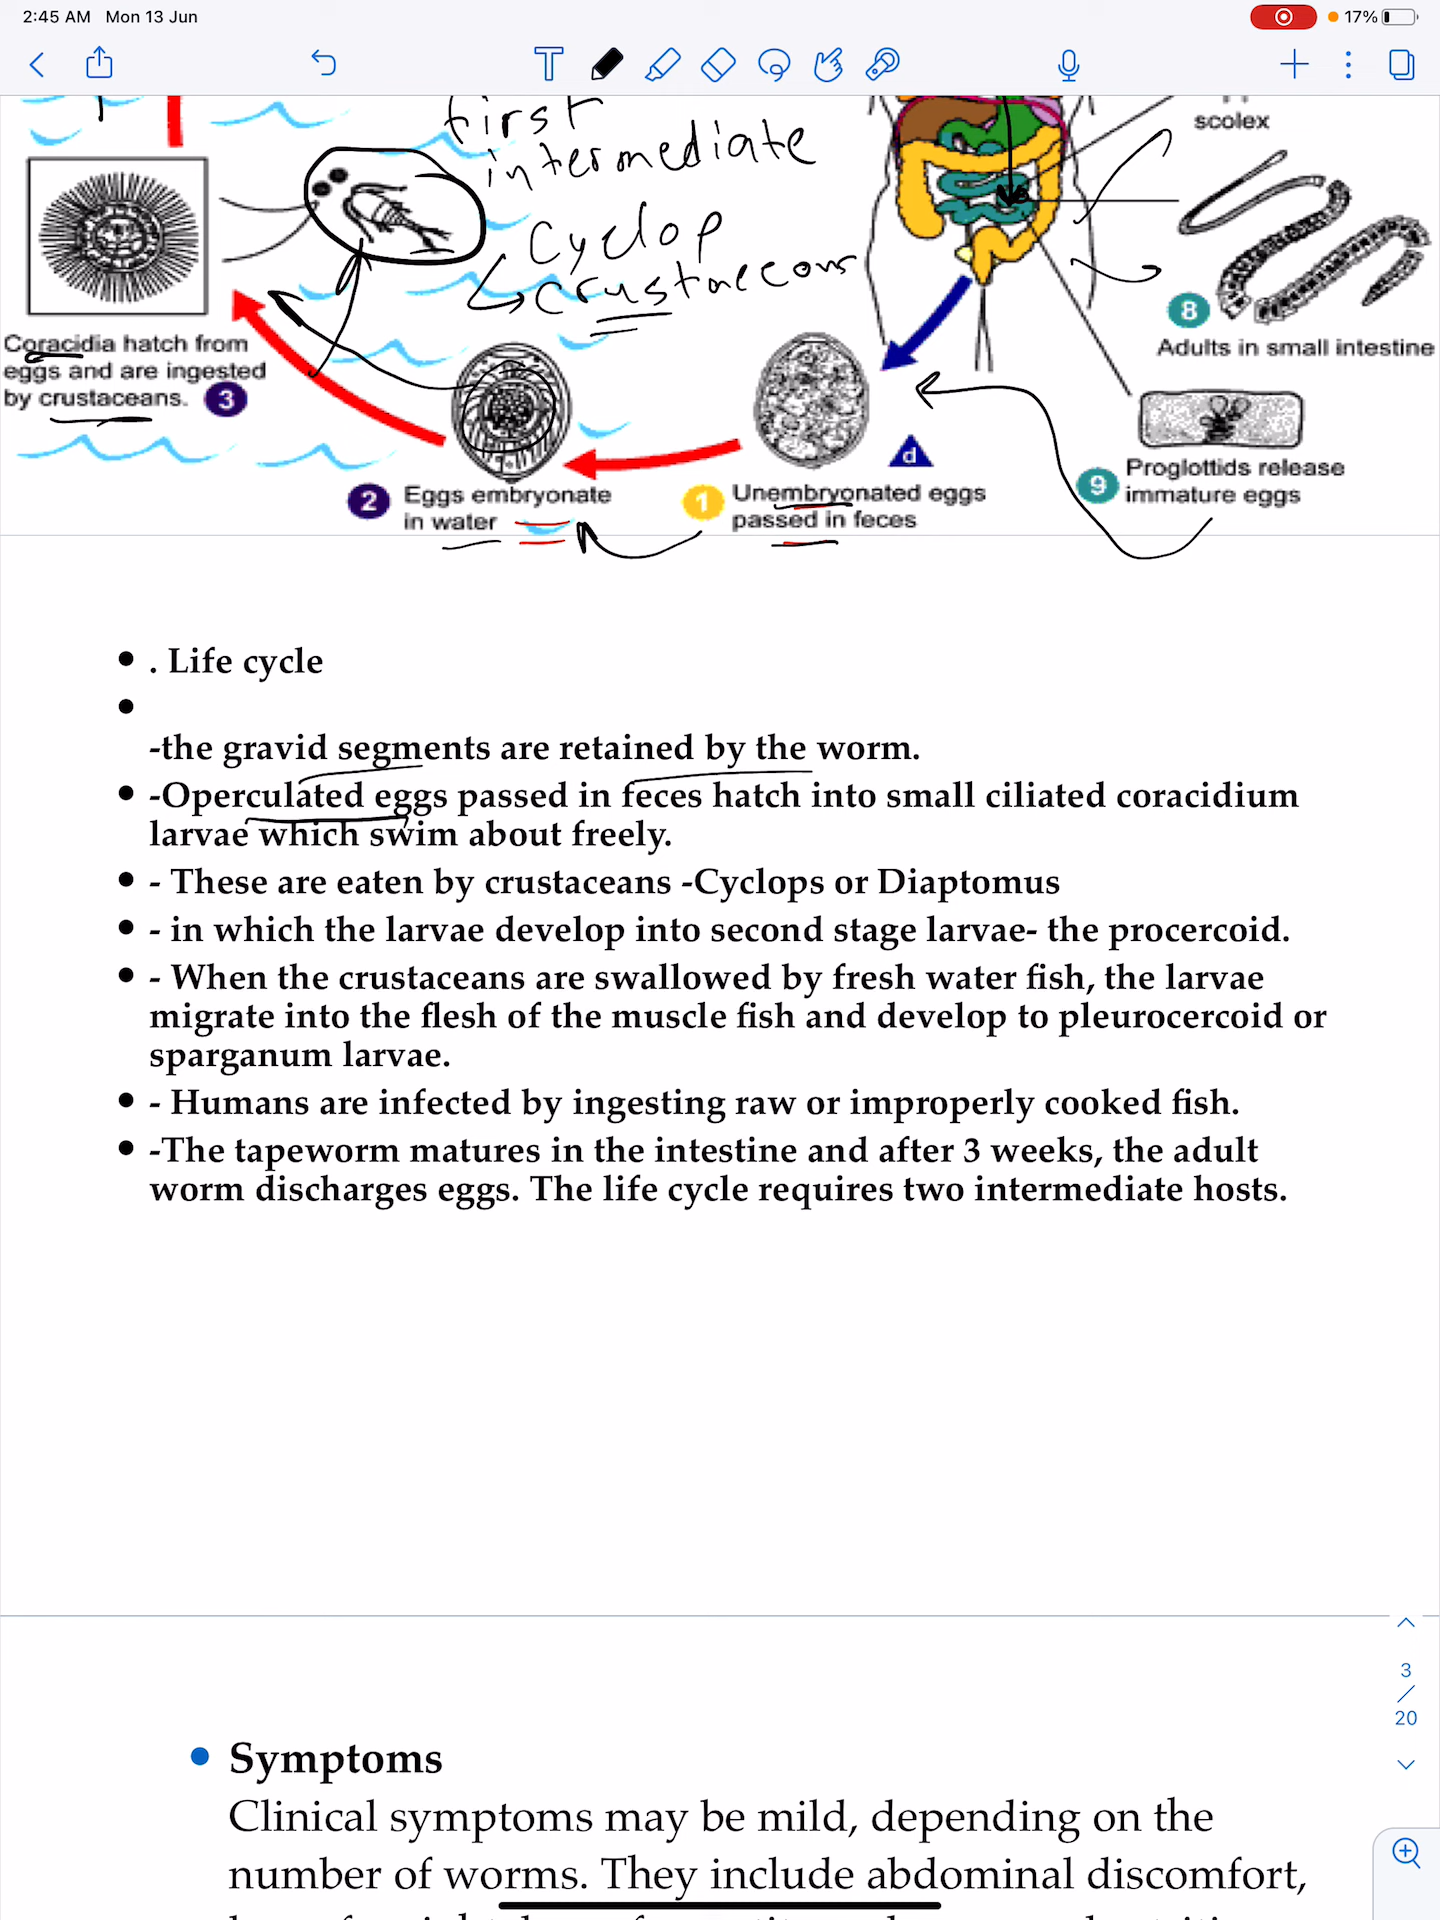 2:45 AM Mon 13 Jun
17%
first
intermediate
Cyclop
crustaecons
scolex
8
Adults in small intestine
Coracidia hatch from
eggs and are ingested
by crustaceans. 3
d
2 Eggs embryonate
in water
1 Unembryonated eggs
passed in feces
9 Proglottids release
immature eggs
• . Life cycle
•
-the gravid segments are retained by the worm.
• -Operculated eggs passed in feces hatch into small ciliated coracidium
larvae which swim about freely.
• - These are eaten by crustaceans -Cyclops or Diaptomus
• - in which the larvae develop into second stage larvae- the procercoid.
• - When the crustaceans are swallowed by fresh water fish, the larvae
migrate into the flesh of the muscle fish and develop to pleurocercoid or
sparganum larvae.
• - Humans are infected by ingesting raw or improperly cooked fish.
• -The tapeworm matures in the intestine and after 3 weeks, the adult
worm discharges eggs. The life cycle requires two intermediate hosts.
3
/
20
• Symptoms
Clinical symptoms may be mild, depending on the
number of worms. They include abdominal discomfort,